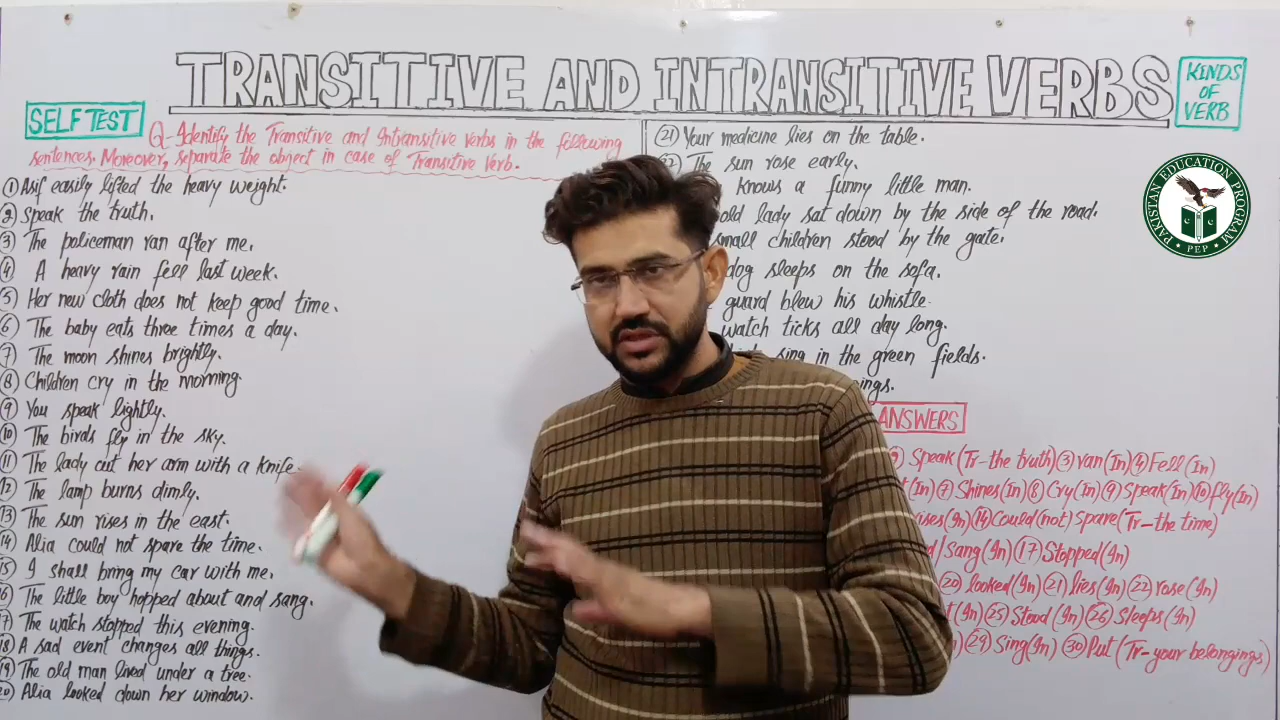 TRANSITIVE AND INTRANSITIVE VERBS
KINDS
OF
VERB
SELF TEST
Q- Identify the Transitive and Intransitive verbs in the following
sentences. Moreover, separate the object in case of Transitive Verb.
① Asif easily lifted the heavy weight.
② Speak the truth.
③ The policeman ran after me.
④ A heavy rain fell last week.
⑤ Her new cloth does not keep good time.
⑥ The baby eats three times a day.
⑦ The moon shines brightly.
⑧ Children cry in the morning.
⑨ You speak lightly.
⑩ The birds fly in the sky.
⑪ The lady cut her arm with a knife.
⑫ The lamp burns dimly.
⑬ The sun rises in the east.
⑭ Alia could not spare the time.
⑮ I shall bring my car with me.
⑯ The little boy hopped about and sang.
⑰ The watch stopped this evening.
⑱ A sad event changes all things.
⑲ The old man lived under a tree.
⑳ Alia looked down her window.
㉑ Your medicine lies on the table.
The sun rose early.
knows a funny little man.
old lady sat down by the side of the road.
small children stood by the gate.
dog sleeps on the sofa.
guard blew his whistle.
watch ticks all day long.
sing in the green fields.
ANSWERS
Speak (Tr-the truth) ③ ran (In) ④ Fell (In)
(In) ⑦ Shines (In) ⑧ Cry (In) ⑨ Speak (In) ⑩ fly (In)
(In) ⑭ Could (not) Spare (Tr-the time)
Sang (In) ⑰ Stopped (In)
⑳ looked (In) ㉑ lies (In) ㉒ rose (In)
(In) ㉕ Stood (In) ㉖ Sleeps (In)
㉙ Sing (In) ㉚ Put (Tr-your belongings)
PAKISTAN EDUCATION PROGRAM
PEP